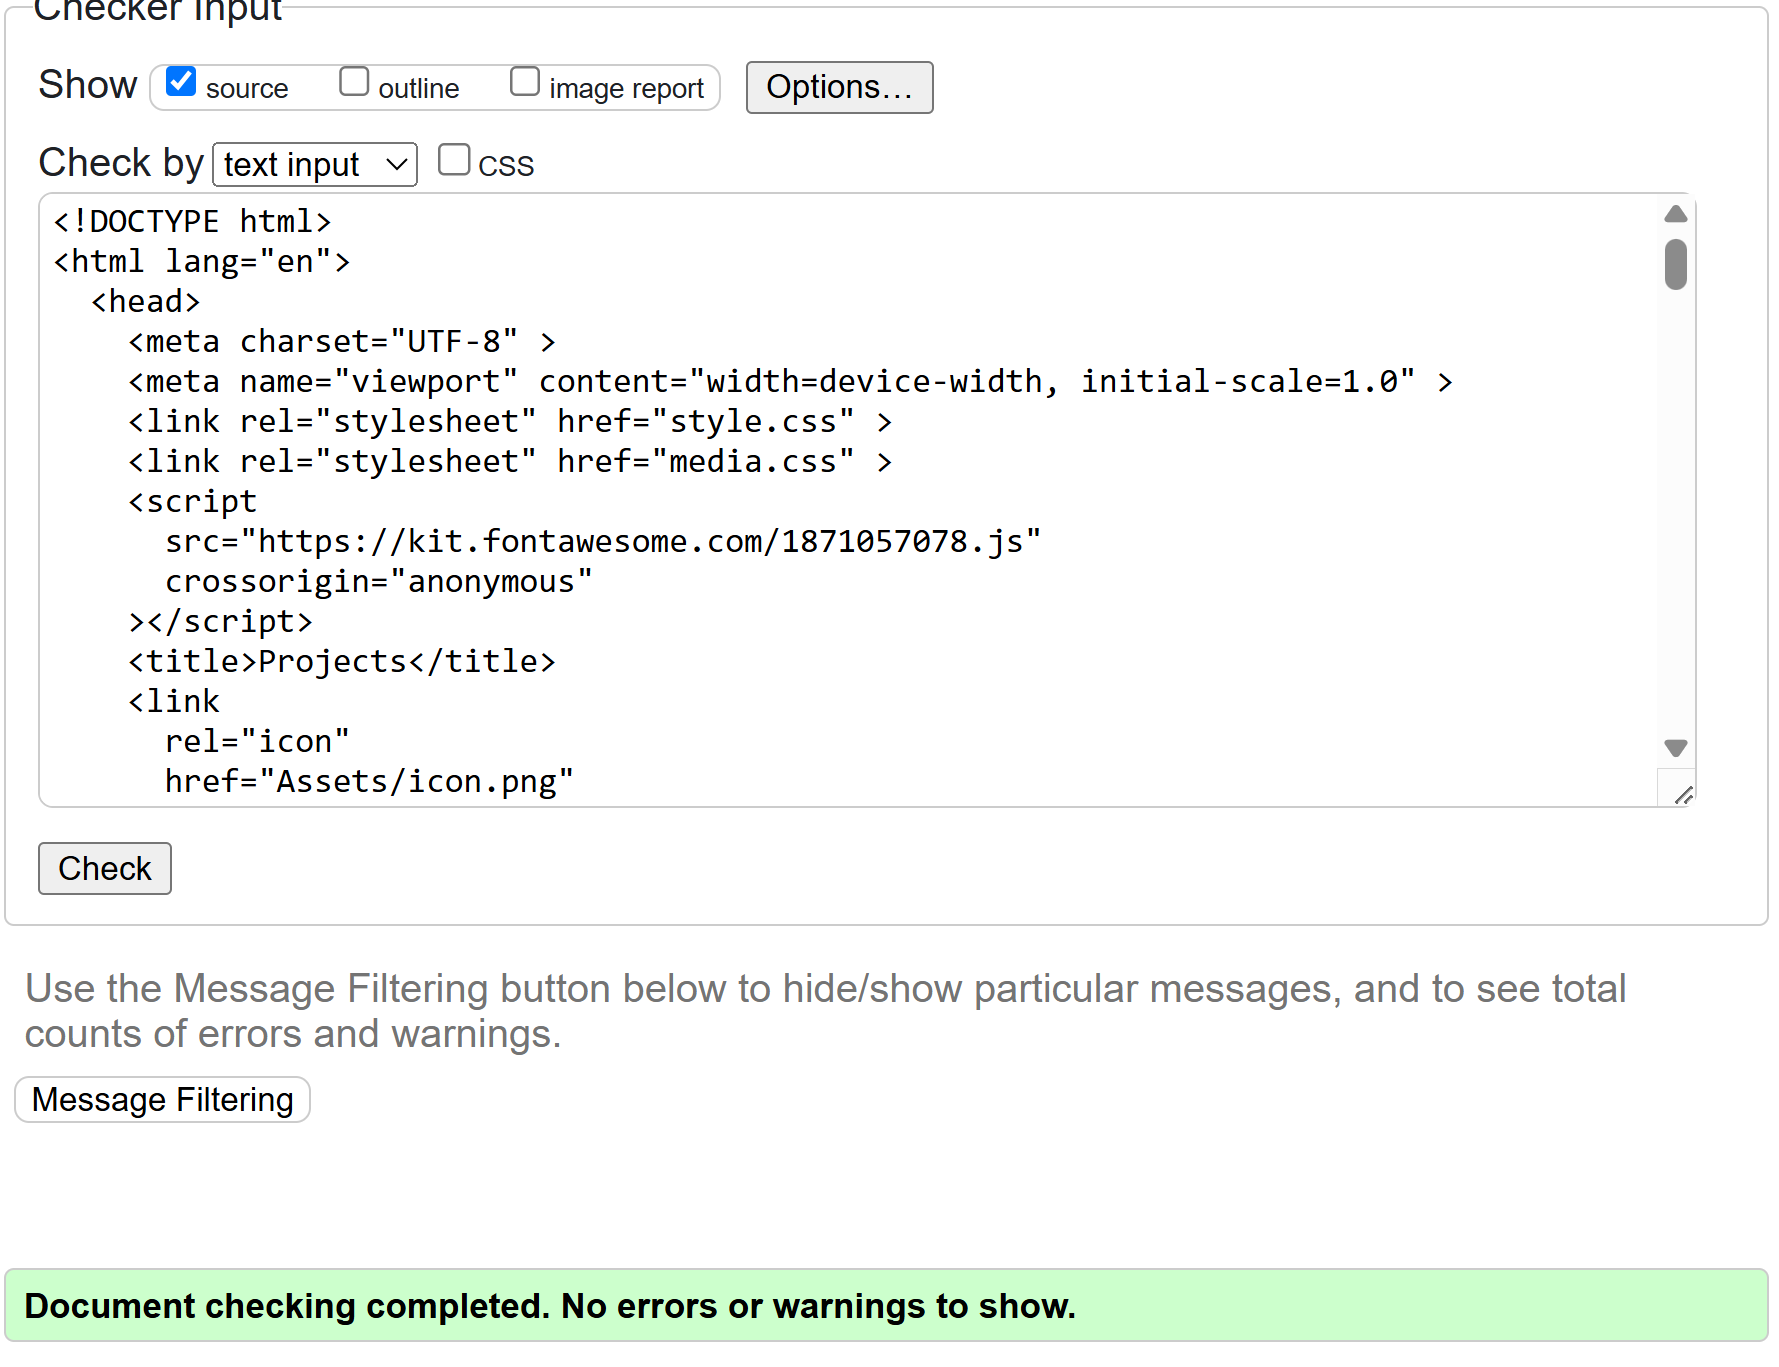 Checker Input
Show source outline image report Options…
Check by text input CSS
<!DOCTYPE html>
<html lang="en">
  <head>
    <meta charset="UTF-8" >
    <meta name="viewport" content="width=device-width, initial-scale=1.0" >
    <link rel="stylesheet" href="style.css" >
    <link rel="stylesheet" href="media.css" >
    <script
      src="https://kit.fontawesome.com/1871057078.js"
      crossorigin="anonymous"
    ></script>
    <title>Projects</title>
    <link
      rel="icon"
      href="Assets/icon.png"
Check
Use the Message Filtering button below to hide/show particular messages, and to see total
counts of errors and warnings.
Message Filtering
Document checking completed. No errors or warnings to show.